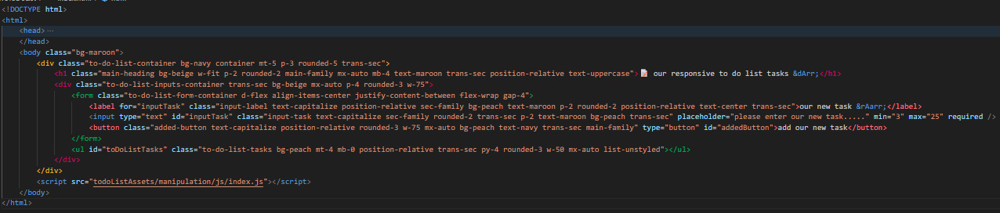 <!DOCTYPE html>
<html>
<head> ...
</head>
<body class="bg-maroon">
<div class="to-do-list-container bg-navy container mt-5 p-3 rounded-5 trans-sec">
<h1 class="main-heading bg-beige w-fit p-2 rounded-2 main-family mx-auto mb-4 text-maroon trans-sec position-relative text-uppercase">📝 our responsive to do list tasks &dArr;</h1>
<div class="to-do-list-inputs-container trans-sec bg-beige mx-auto p-4 rounded-3 w-75">
<form class="to-do-list-form-container d-flex align-items-center justify-content-between flex-wrap gap-4">
<label for="inputTask" class="input-label text-capitalize position-relative sec-family bg-peach text-maroon p-2 rounded-2 position-relative text-center trans-sec">our new task &rAarr;</label>
<input type="text" id="inputTask" class="input-task text-capitalize sec-family rounded-2 trans-sec p-2 text-maroon bg-peach trans-sec" placeholder="please enter our new task....." min="3" max="25" required />
<button class="added-button text-capitalize position-relative rounded-3 w-75 mx-auto bg-peach text-navy trans-sec main-family" type="button" id="addedButton">add our new task</button>
</form>
<ul id="toDoListTasks" class="to-do-list-tasks bg-peach mt-4 mb-0 position-relative trans-sec py-4 rounded-3 w-50 mx-auto list-unstyled"></ul>
</div>
</div>
<script src="todoListAssets/manipulation/js/index.js"></script>
</body>
</html>